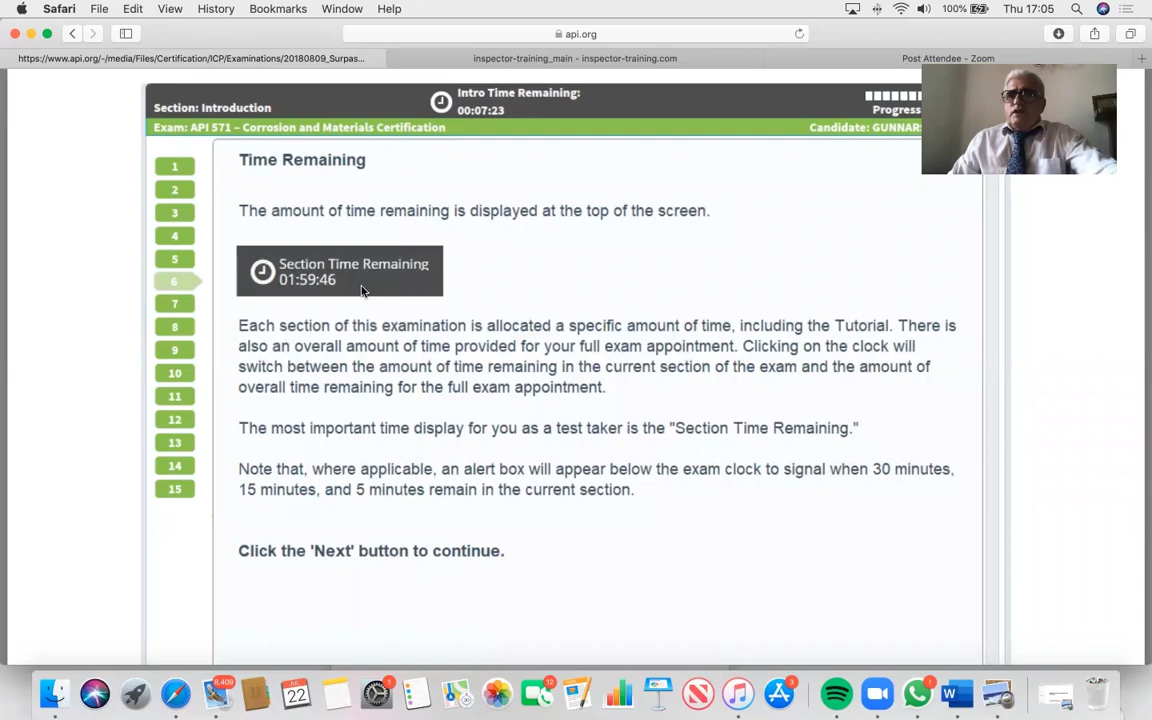 Safari File Edit View History Bookmarks Window Help 100% Thu 17:05
api.org
https://www.api.org/-/media/Files/Certification/ICP/Examinations/20180809_Surpas... inspector-training_main - inspector-training.com Post Attendee - Zoom
Section: Introduction
Intro Time Remaining:
00:07:23
Progress
Exam: API 571 – Corrosion and Materials Certification Candidate: GUNNAR
1
2
3
4
5
6
7
8
9
10
11
12
13
14
15
Time Remaining
The amount of time remaining is displayed at the top of the screen.
Section Time Remaining
01:59:46
Each section of this examination is allocated a specific amount of time, including the Tutorial. There is
also an overall amount of time provided for your full exam appointment. Clicking on the clock will
switch between the amount of time remaining in the current section of the exam and the amount of
overall time remaining for the full exam appointment.
The most important time display for you as a test taker is the "Section Time Remaining."
Note that, where applicable, an alert box will appear below the exam clock to signal when 30 minutes,
15 minutes, and 5 minutes remain in the current section.
Click the 'Next' button to continue.
8,409
JUL
22
1
12
3
1